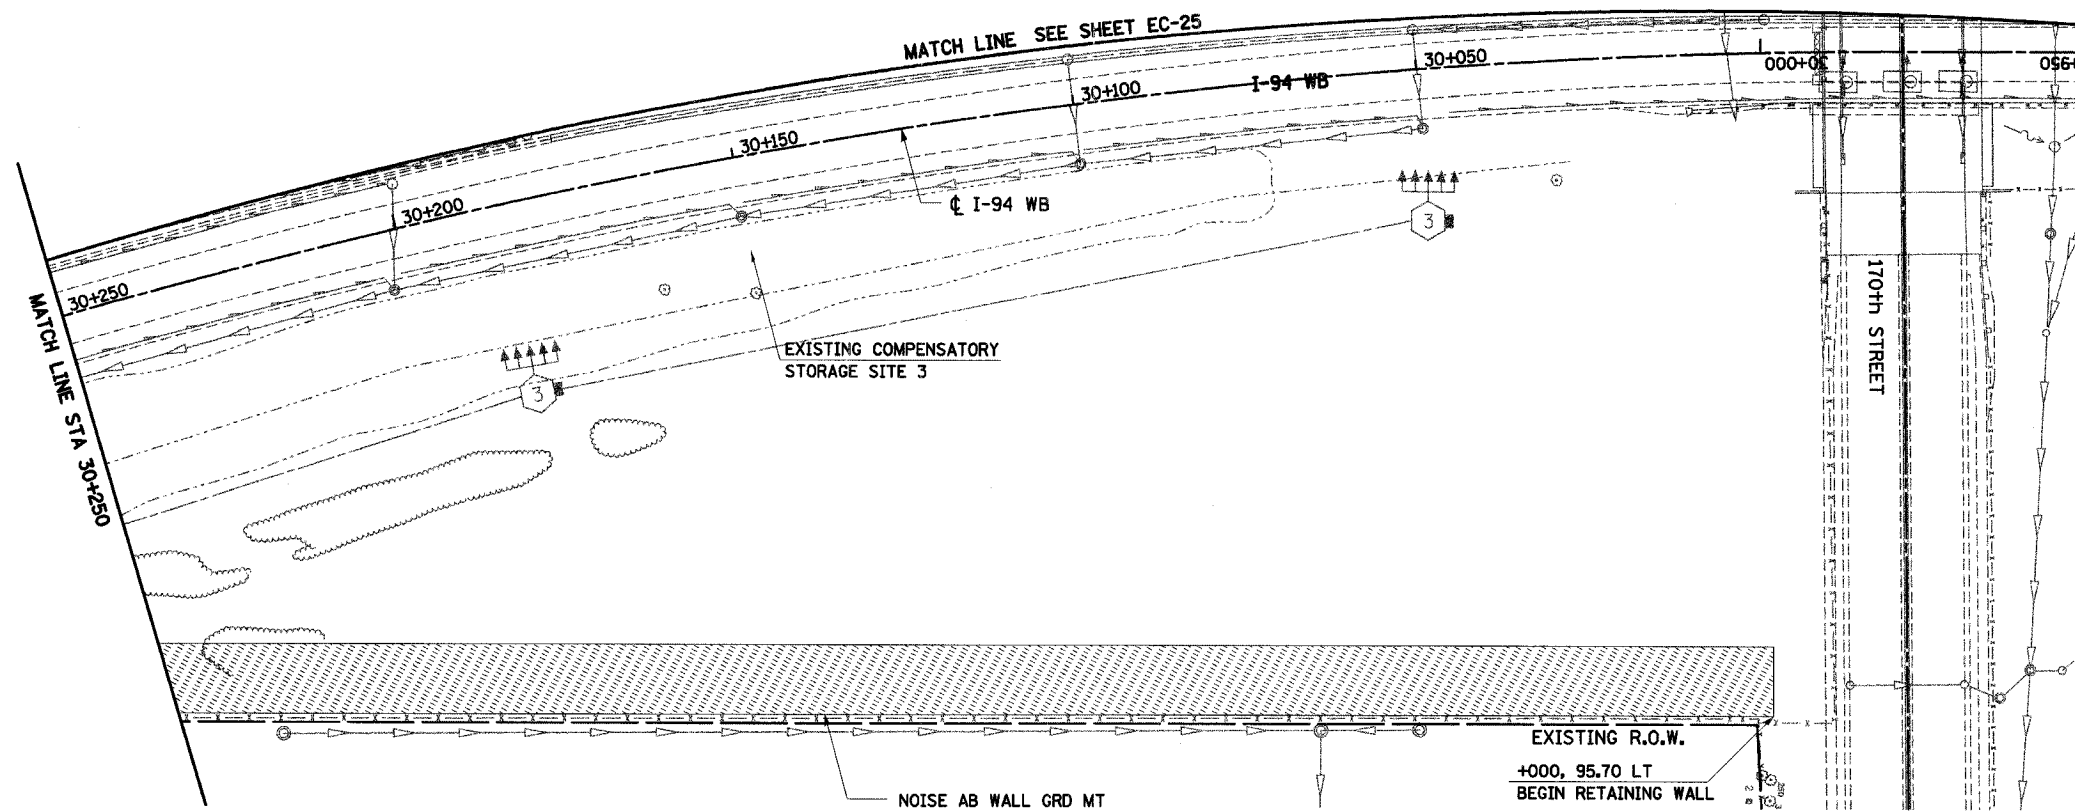 MATCH LINE SEE SHEET EC-25
30+050
30+000
+950
30+100
I-94 WB
30+150
30+200
℄ I-94 WB
30+250
3
3
EXISTING COMPENSATORY
STORAGE SITE 3
MATCH LINE STA 30+250
170th STREET
EXISTING R.O.W.
+000, 95.70 LT
BEGIN RETAINING WALL
NOISE AB WALL GRD MT